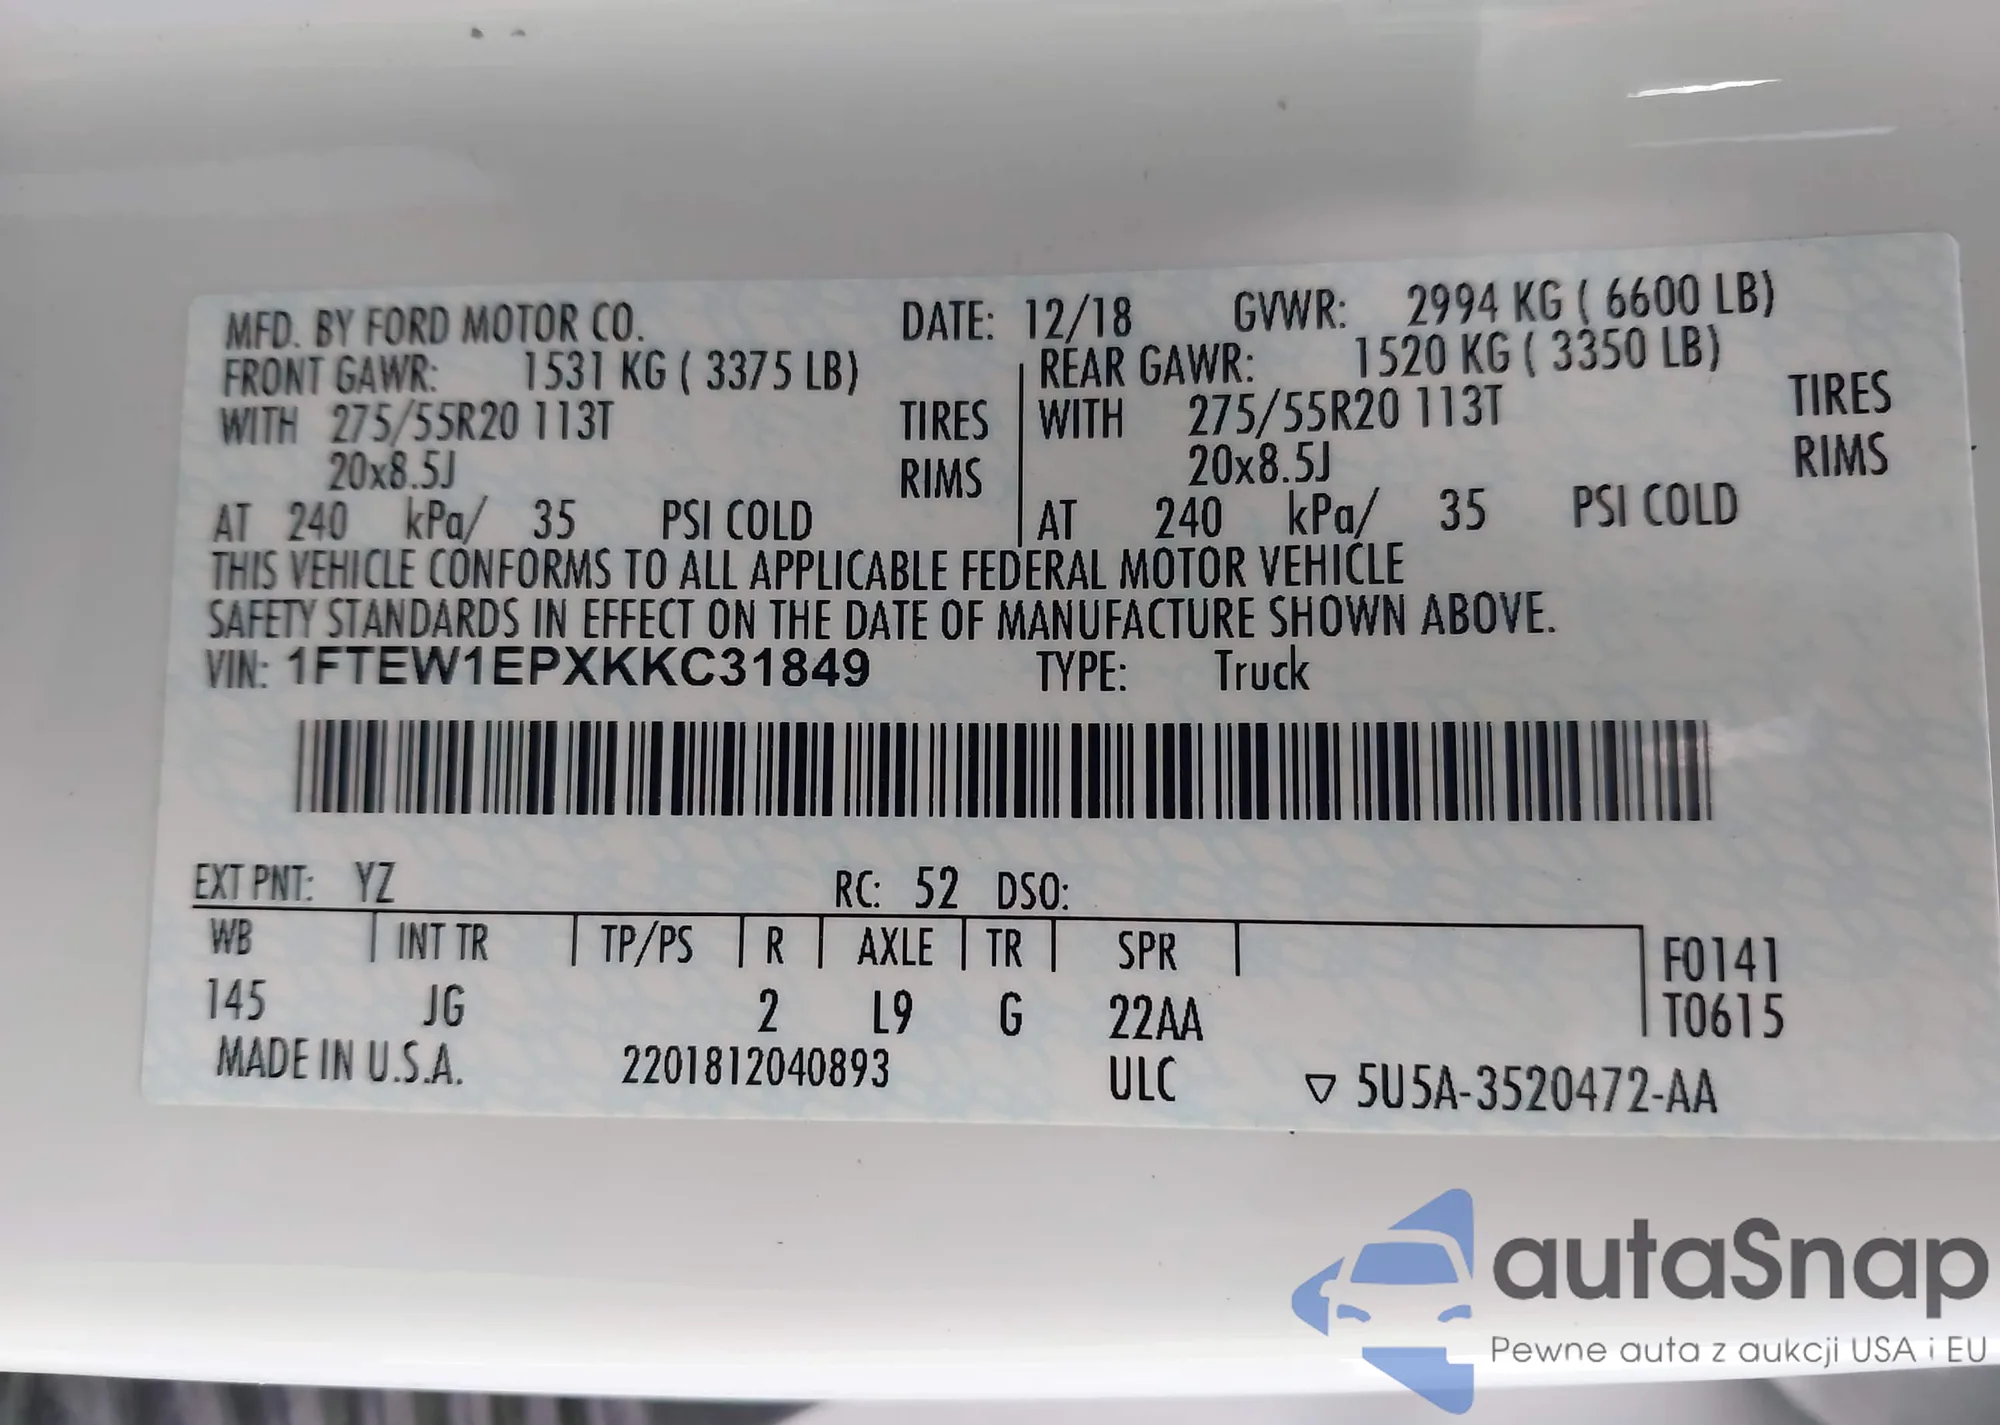 MFD. BY FORD MOTOR CO. DATE: 12/18 GVWR: 2994 KG ( 6600 LB)
FRONT GAWR: 1531 KG ( 3375 LB) REAR GAWR: 1520 KG ( 3350 LB)
WITH 275/55R20 113T TIRES WITH 275/55R20 113T TIRES
20x8.5J RIMS 20x8.5J RIMS
AT 240 kPa/ 35 PSI COLD AT 240 kPa/ 35 PSI COLD
THIS VEHICLE CONFORMS TO ALL APPLICABLE FEDERAL MOTOR VEHICLE
SAFETY STANDARDS IN EFFECT ON THE DATE OF MANUFACTURE SHOWN ABOVE.
VIN: 1FTEW1EPXKKC31849 TYPE: Truck
EXT PNT: YZ RC: 52 DSO:
WB INT TR TP/PS R AXLE TR SPR F0141
145 JG 2 L9 G 22AA T0615
MADE IN U.S.A. 2201812040893 ULC ▽ 5U5A-3520472-AA
autaSnap
Pewne auta z aukcji USA i EU